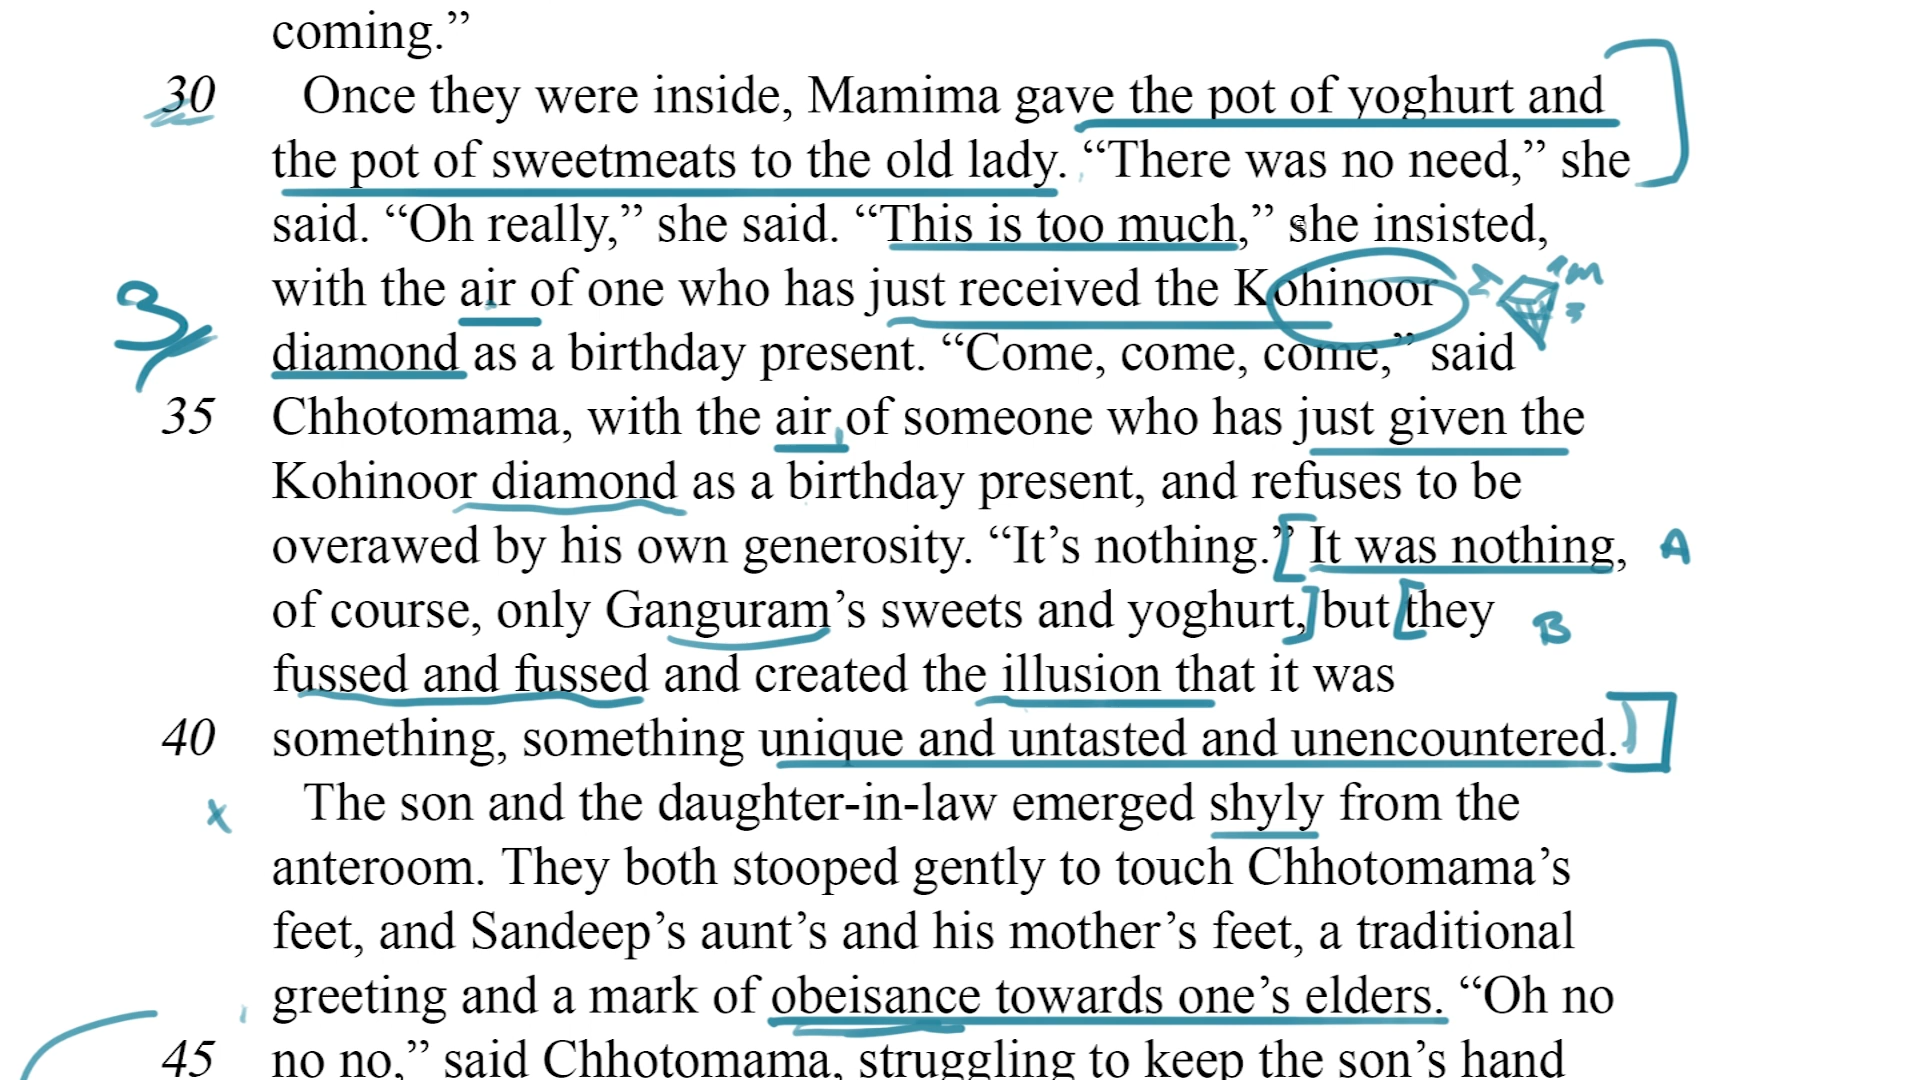 coming.”
30 Once they were inside, Mamima gave the pot of yoghurt and
the pot of sweetmeats to the old lady. “There was no need,” she
said. “Oh really,” she said. “This is too much,” she insisted,
with the air of one who has just received the Kohinoor
3
diamond as a birthday present. “Come, come, come,” said
35 Chhotomama, with the air of someone who has just given the
Kohinoor diamond as a birthday present, and refuses to be
overawed by his own generosity. “It’s nothing.” It was nothing, A
of course, only Ganguram’s sweets and yoghurt, but they B
fussed and fussed and created the illusion that it was
40 something, something unique and untasted and unencountered.
x The son and the daughter-in-law emerged shyly from the
anteroom. They both stooped gently to touch Chhotomama’s
feet, and Sandeep’s aunt’s and his mother’s feet, a traditional
greeting and a mark of obeisance towards one’s elders. “Oh no
45 no no,” said Chhotomama, struggling to keep the son’s hand